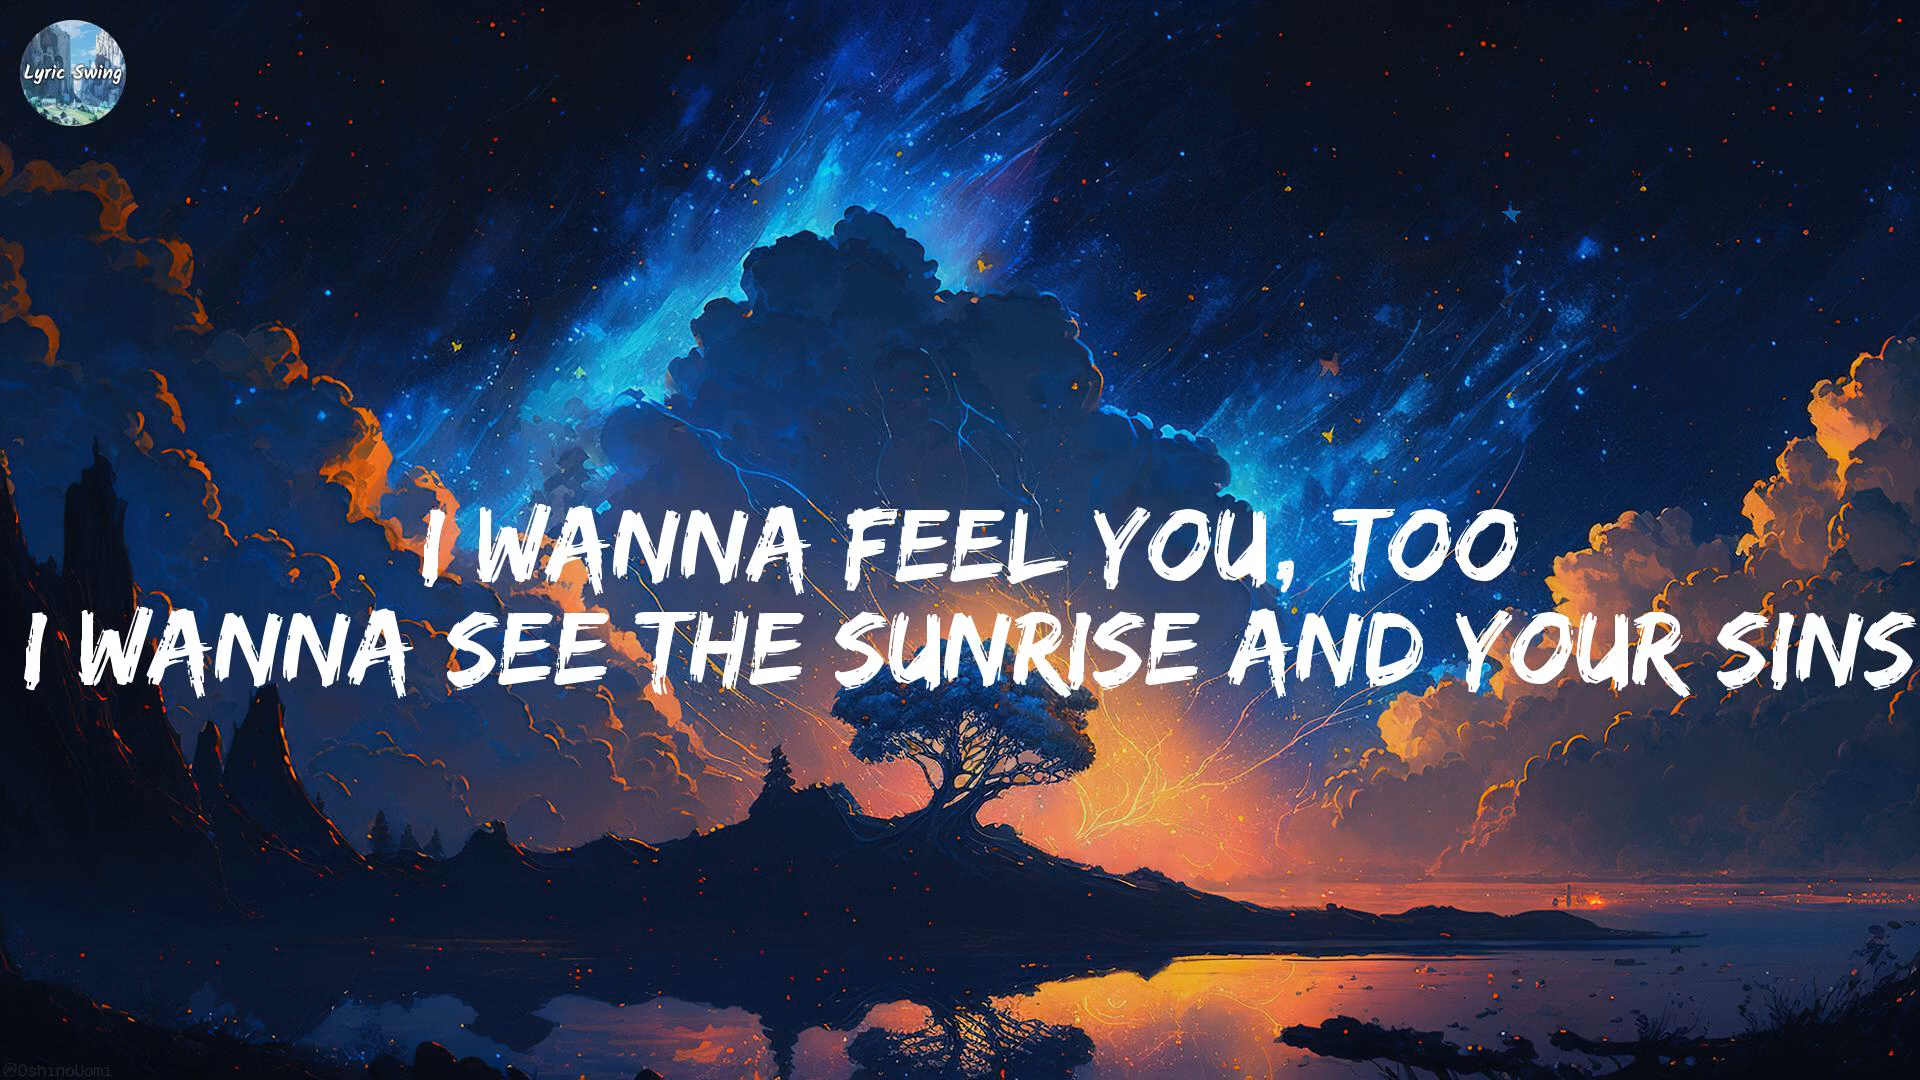 Lyric Swing
I WANNA FEEL YOU, TOO
I WANNA SEE THE SUNRISE AND YOUR SINS
@OshinoUomi